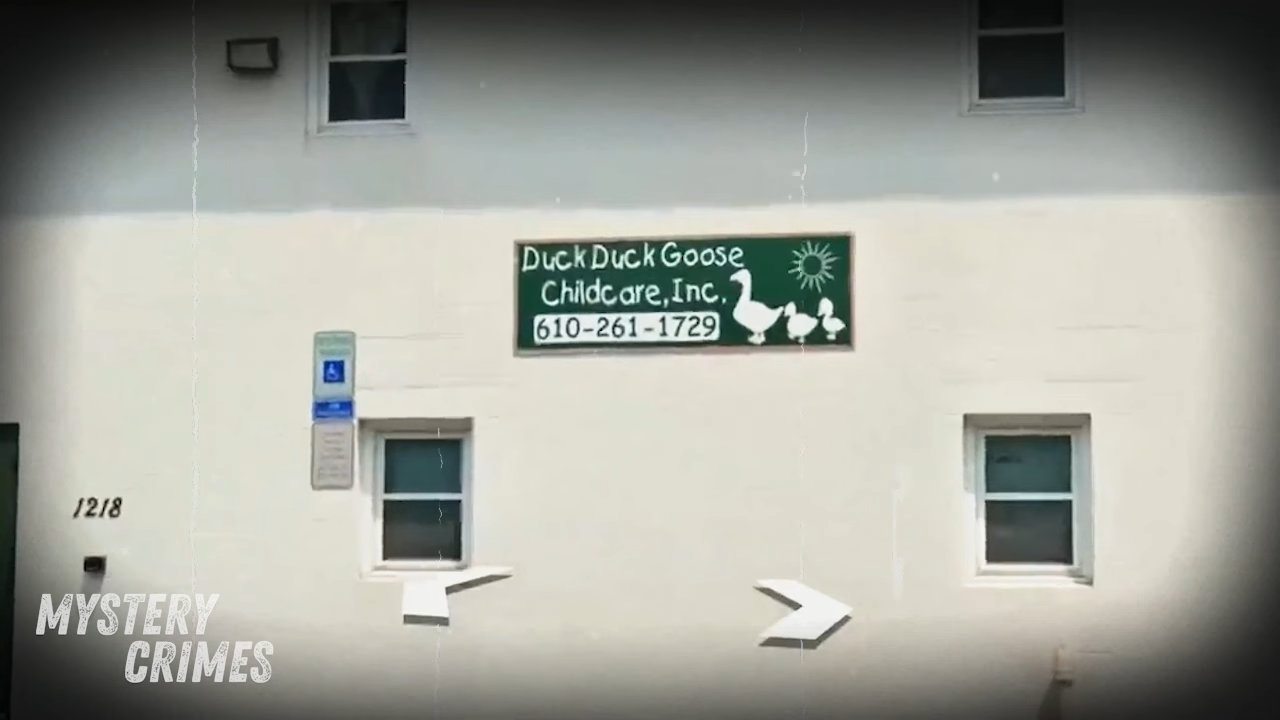 Duck Duck Goose
Childcare, Inc.
610-261-1729
1218
MYSTERY
CRIMES